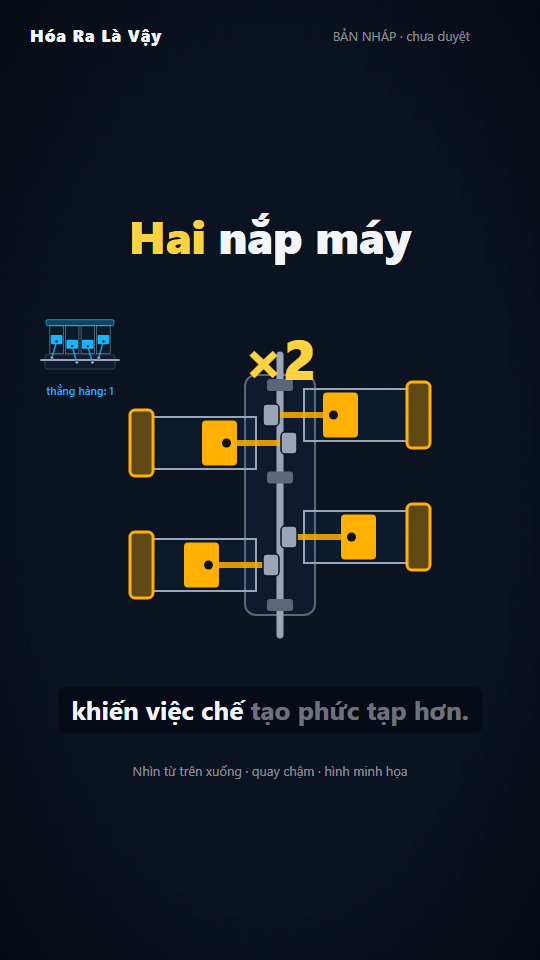 Hóa Ra Là Vậy
BẢN NHÁP · chưa duyệt
Hai nắp máy
×2
thẳng hàng: 1
khiến việc chế tạo phức tạp hơn.
Nhìn từ trên xuống · quay chậm · hình minh họa